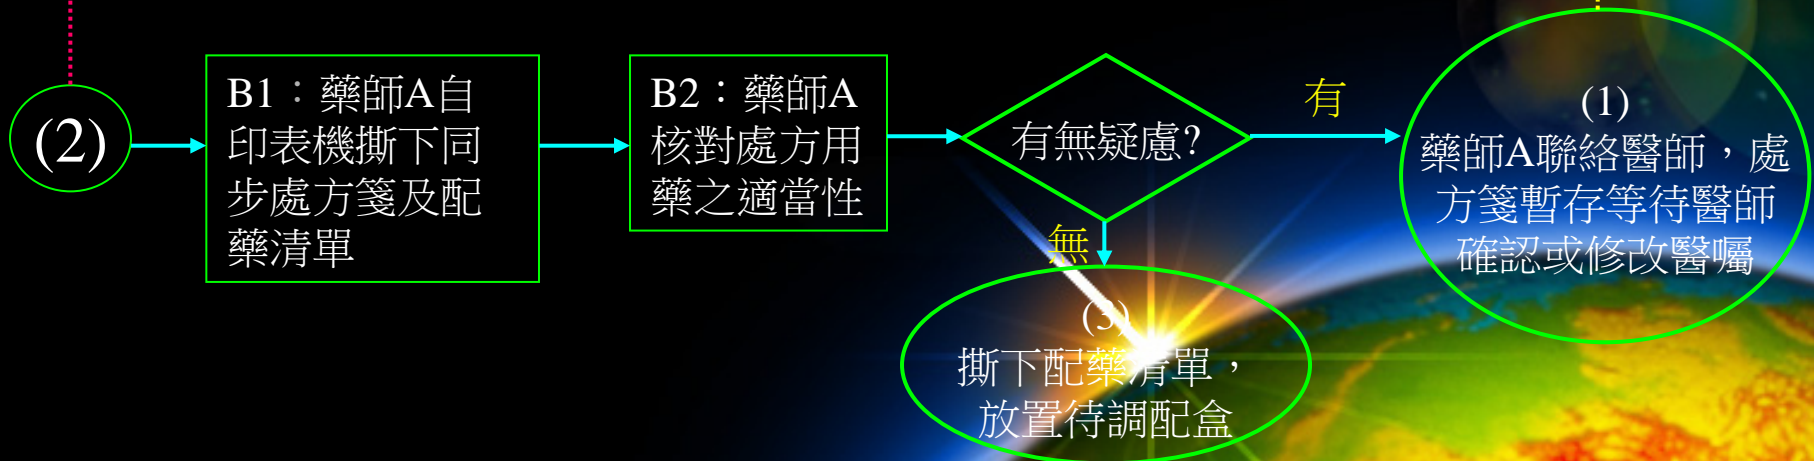 (2)
B1：藥師A自
印表機撕下同
步處方箋及配
藥清單
B2：藥師A
核對處方用
藥之適當性
有無疑慮?
有
(1)
藥師A聯絡醫師，處
方箋暫存等待醫師
確認或修改醫囑
無
(3)
撕下配藥清單，
放置待調配盒